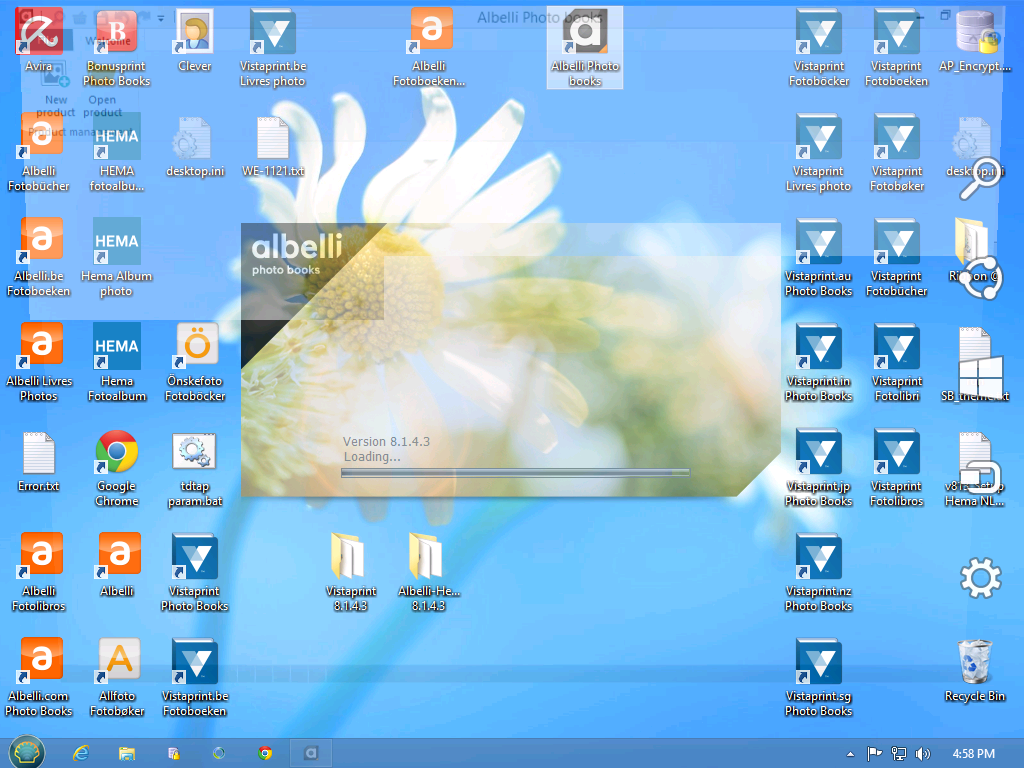 Albelli Photo books
Welcome
New
product
Open
product
Product mana
Avira
Bonusprint
Photo Books
Clever
Vistaprint.be
Livres photo
Albelli
Fotoboeken...
Albelli Photo
books
Vistaprint
Fotoböcker
Vistaprint
Fotoboeken
AP_Encrypt....
Albelli
Fotobücher
HEMA
HEMA
fotoalbu...
desktop.ini
WE-1121.txt
Vistaprint
Livres photo
Vistaprint
Fotobøker
desktop.ini
Albelli.be
Fotoboeken
HEMA
Hema Album
photo
albelli
photo books
Vistaprint.au
Photo Books
Vistaprint
Fotobücher
Albelli Livres
Photos
HEMA
Hema
Fotoalbum
Önskefoto
Fotoböcker
Vistaprint.in
Photo Books
Vistaprint
Fotolibri
Version 8.1.4.3
Loading...
Error.txt
Google
Chrome
tdtap
param.bat
Vistaprint.jp
Photo Books
Vistaprint
Fotolibros
Hema NL...
Albelli
Fotolibros
Albelli
Vistaprint
Photo Books
Vistaprint
8.1.4.3
Albelli-He...
8.1.4.3
Vistaprint.nz
Photo Books
Albelli.com
Photo Books
Allfoto
Fotobøker
Vistaprint.be
Fotoboeken
Vistaprint.sg
Photo Books
Recycle Bin
4:58 PM